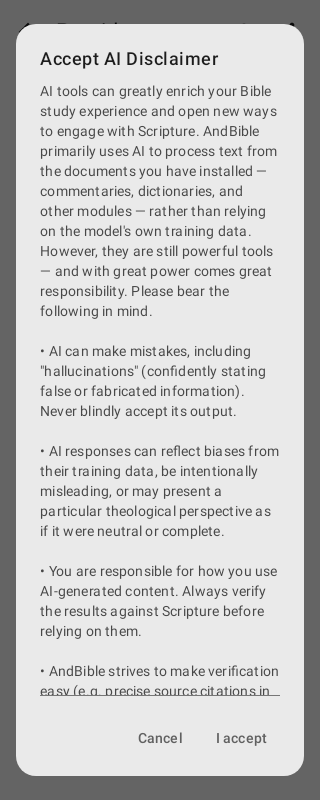 Accept AI Disclaimer
AI tools can greatly enrich your Bible
study experience and open new ways
to engage with Scripture. AndBible
primarily uses AI to process text from
the documents you have installed —
commentaries, dictionaries, and
other modules — rather than relying
on the model's own training data.
However, they are still powerful tools
— and with great power comes great
responsibility. Please bear the
following in mind.
• AI can make mistakes, including
"hallucinations" (confidently stating
false or fabricated information).
Never blindly accept its output.
• AI responses can reflect biases from
their training data, be intentionally
misleading, or may present a
particular theological perspective as
if it were neutral or complete.
• You are responsible for how you use
AI-generated content. Always verify
the results against Scripture before
relying on them.
• AndBible strives to make verification
easy (e.g. precise source citations in
Cancel I accept